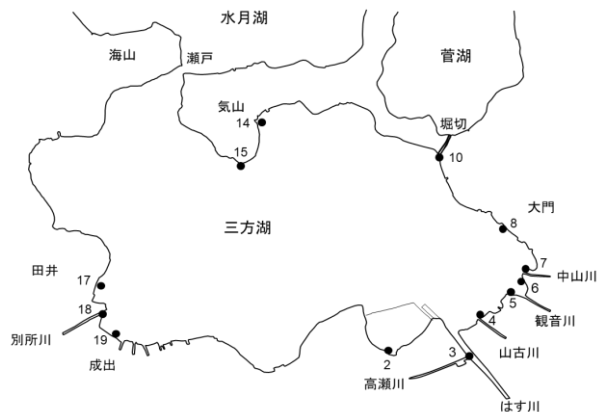 水月湖
海山
瀬戸
菅湖
気山
14
堀切
15
10
大門
8
三方湖
田井
17
7
中山川
6
5
観音川
18
4
別所川
19
山古川
成出
2
3
高瀬川
はす川